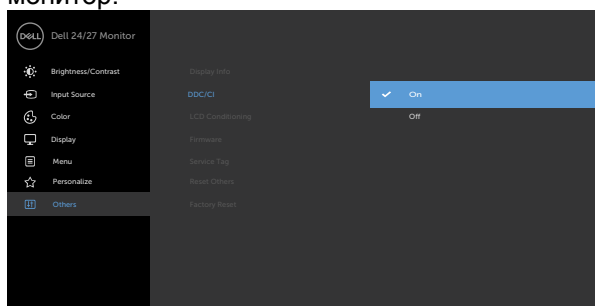 монитор.
DELL
Dell 24/27 Monitor
Brightness/Contrast
Display Info
Input Source
DDC/CI
On
Color
LCD Conditioning
Off
Display
Firmware
Menu
Service Tag
Personalize
Reset Others
Others
Factory Reset